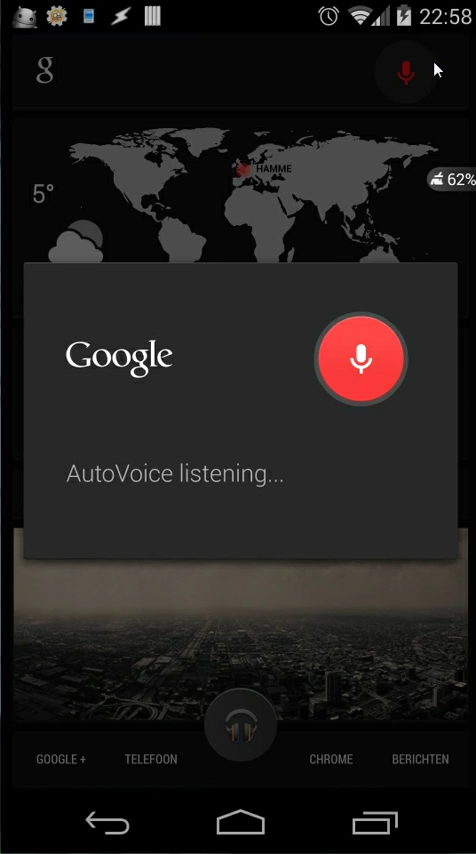 22:58
g
HAMME
5°
62%
Google
AutoVoice listening...
GOOGLE + TELEFOON CHROME BERICHTEN